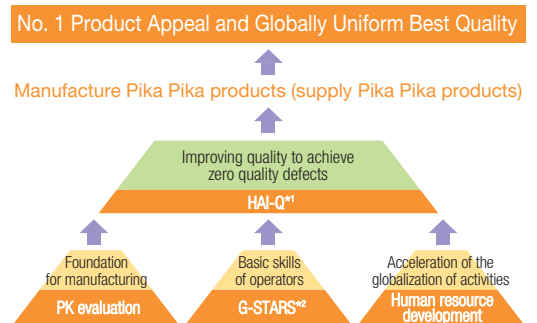 No. 1 Product Appeal and Globally Uniform Best Quality
Manufacture Pika Pika products (supply Pika Pika products)
Improving quality to achieve
zero quality defects
HAI-Q*1
Foundation
for manufacturing
PK evaluation
Basic skills
of operators
G-STARS*2
Acceleration of the
globalization of activities
Human resource
development